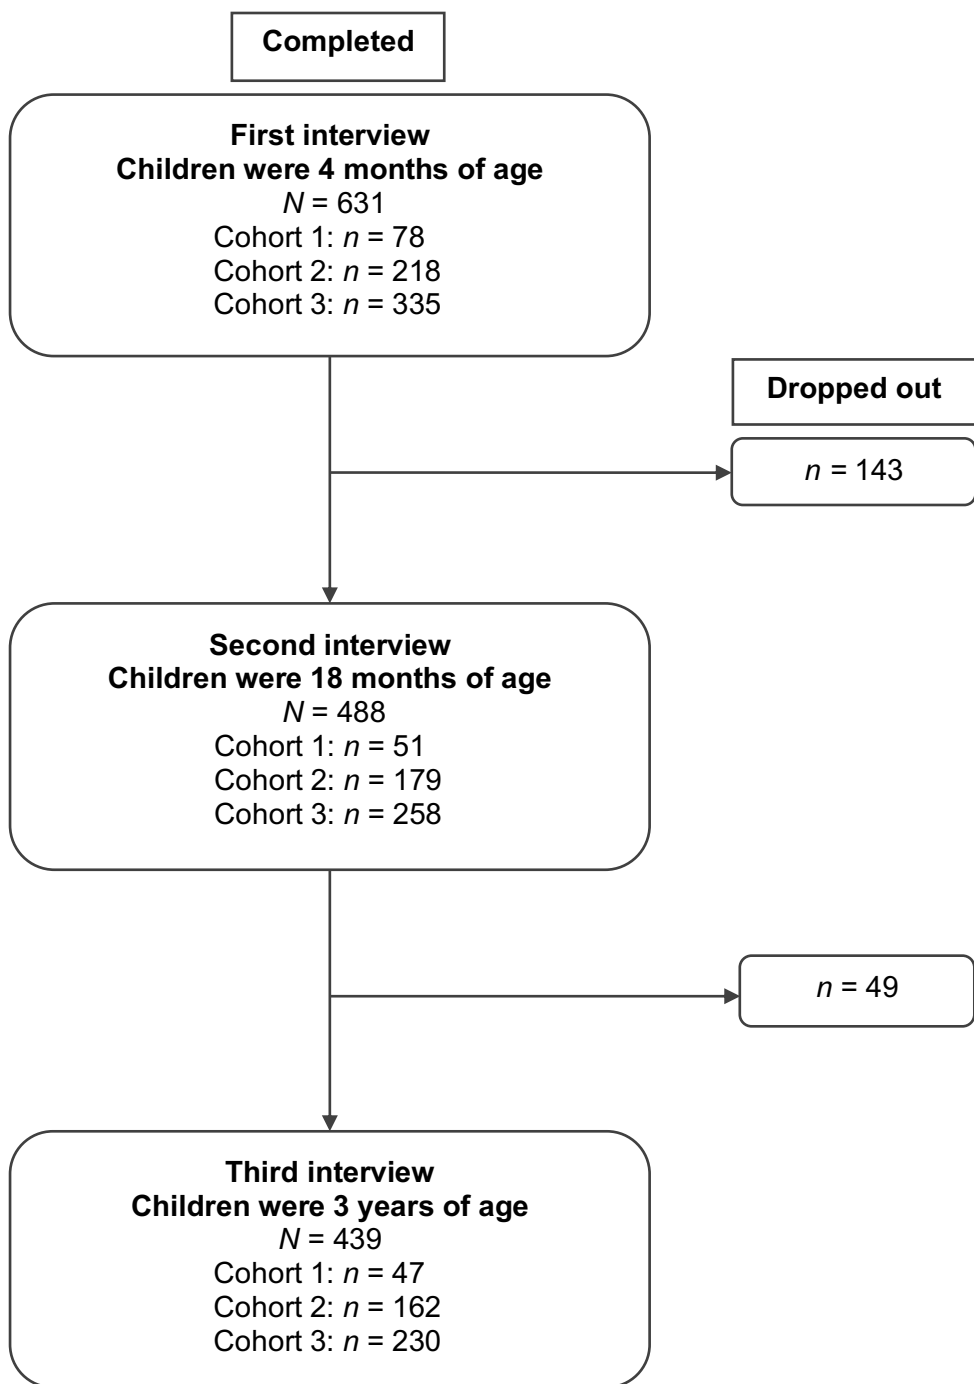 Completed
First interview
Children were 4 months of age
N = 631
Cohort 1: n = 78
Cohort 2: n = 218
Cohort 3: n = 335
Dropped out
n = 143
Second interview
Children were 18 months of age
N = 488
Cohort 1: n = 51
Cohort 2: n = 179
Cohort 3: n = 258
n = 49
Third interview
Children were 3 years of age
N = 439
Cohort 1: n = 47
Cohort 2: n = 162
Cohort 3: n = 230